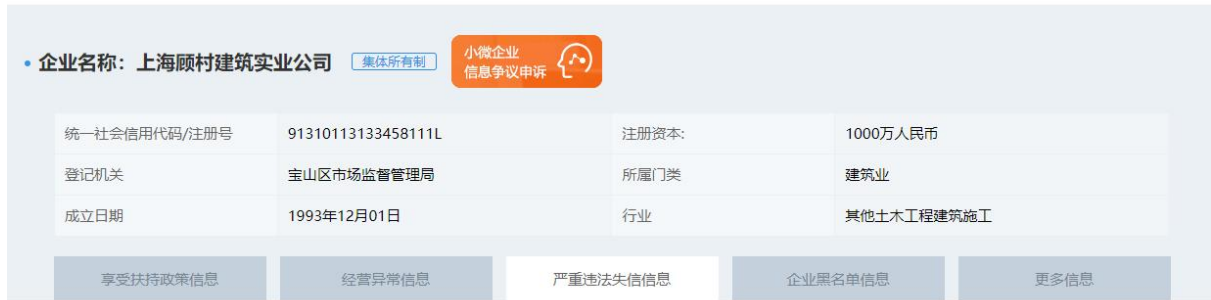 • 企业名称：上海顾村建筑实业公司 集体所有制 小微企业
信息争议申诉
统一社会信用代码/注册号 91310113133458111L 注册资本: 1000万人民币
登记机关 宝山区市场监督管理局 所属门类 建筑业
成立日期 1993年12月01日 行业 其他土木工程建筑施工
享受扶持政策信息 经营异常信息 严重违法失信信息 企业黑名单信息 更多信息